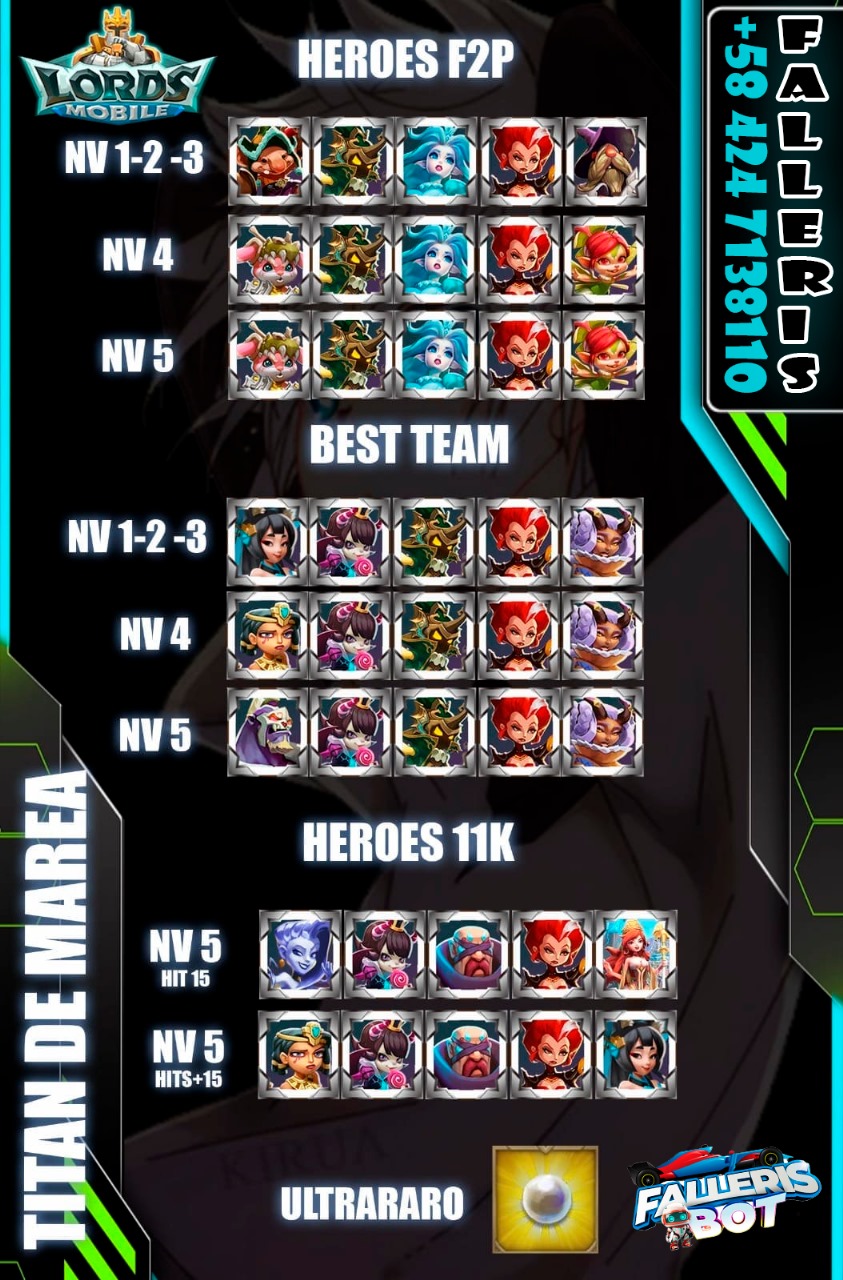 LORDS
MOBILE
HEROES F2P
NV 1-2 -3
NV 4
NV 5
BEST TEAM
NV 1-2 -3
NV 4
NV 5
HEROES 11K
NV 5
HIT 15
NV 5
HITS+15
ULTRARARO
TITAN DE MAREA
FALLERIS
+58 424 7138110
KIRUA
FALLERIS
BOT